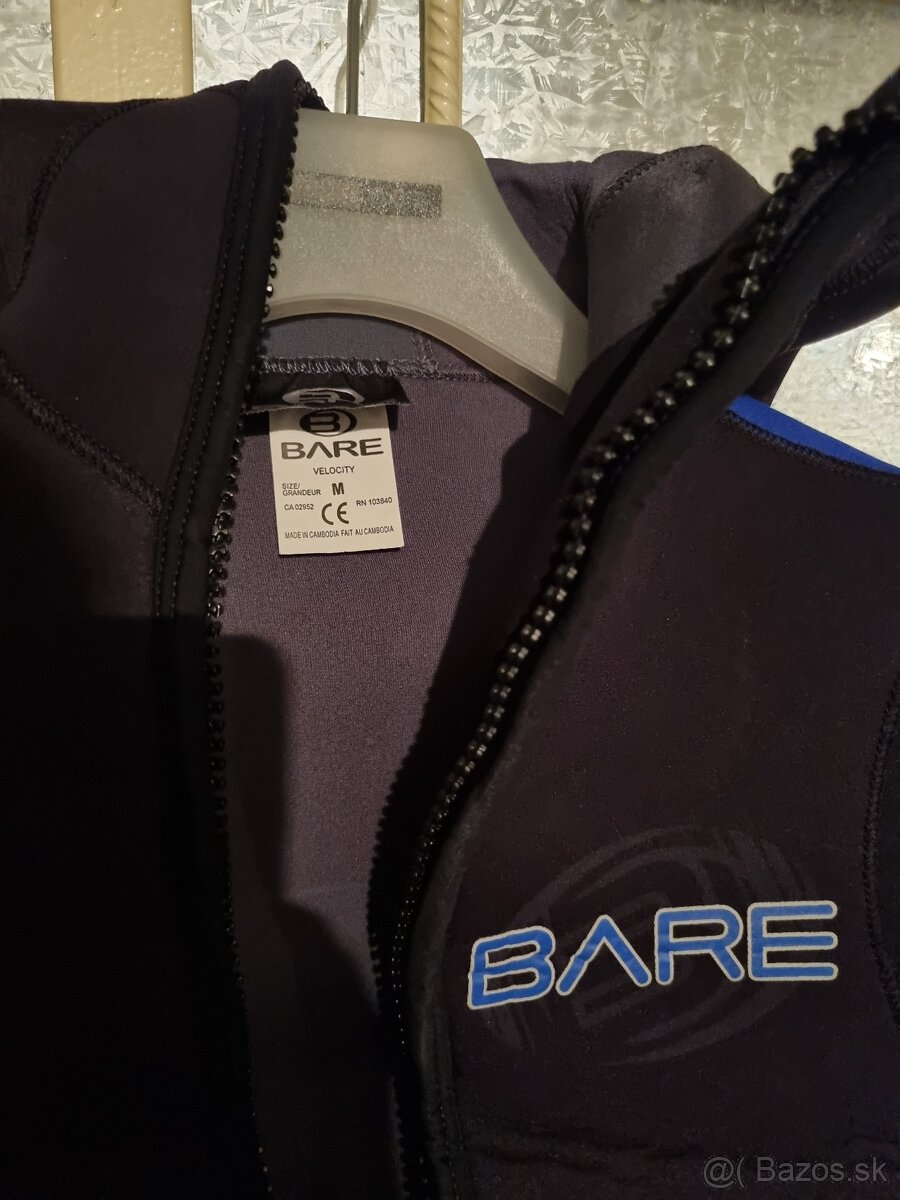 BARE
VELOCITY
SIZE/
GRANDEUR M
CA 02952 CE RN 103840
MADE IN CAMBODIA FAIT AU CAMBODIA
BARE
@( Bazos.sk